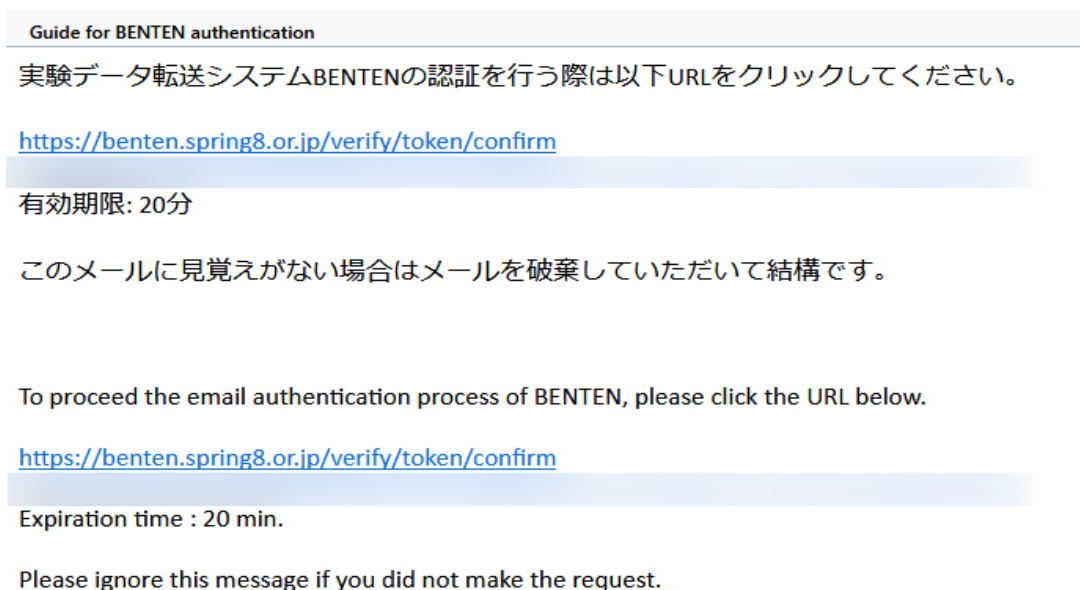 Guide for BENTEN authentication
実験データ転送システムBENTENの認証を行う際は以下URLをクリックしてください。
https://benten.spring8.or.jp/verify/token/confirm
有効期限: 20分
このメールに見覚えがない場合はメールを破棄していただいて結構です。
To proceed the email authentication process of BENTEN, please click the URL below.
https://benten.spring8.or.jp/verify/token/confirm
Expiration time : 20 min.
Please ignore this message if you did not make the request.